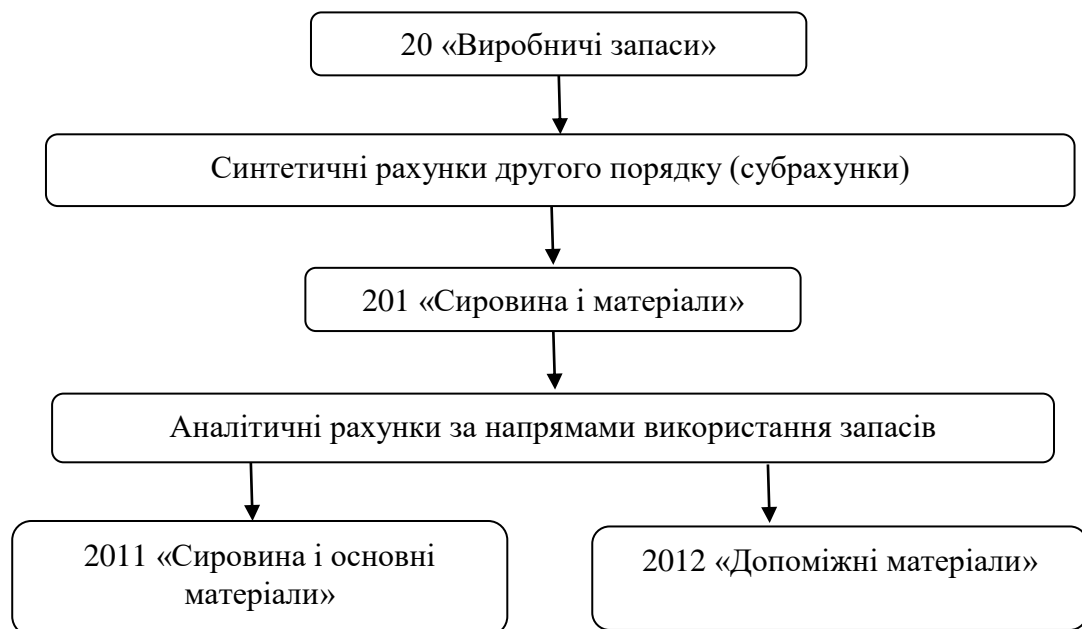 20 «Виробничі запаси»
Синтетичні рахунки другого порядку (субрахунки)
201 «Сировина і матеріали»
Аналітичні рахунки за напрямами використання запасів
2011 «Сировина і основні
матеріали»
2012 «Допоміжні матеріали»